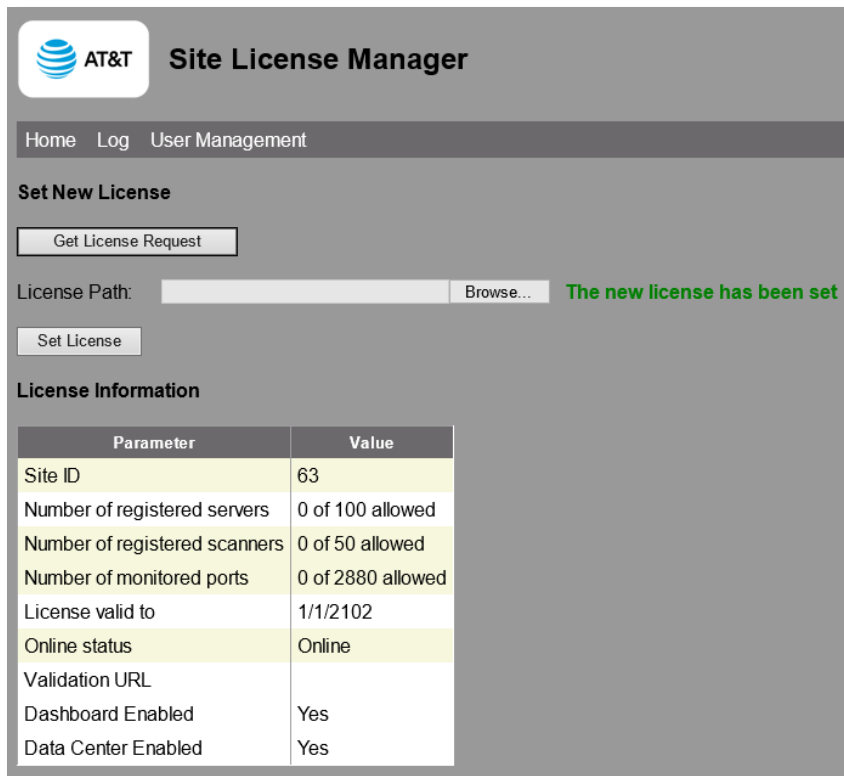 AT&T Site License Manager
Home Log User Management
Set New License
Get License Request
License Path: Browse... The new license has been set
Set License
License Information
Parameter Value
Site ID 63
Number of registered servers 0 of 100 allowed
Number of registered scanners 0 of 50 allowed
Number of monitored ports 0 of 2880 allowed
License valid to 1/1/2102
Online status Online
Validation URL
Dashboard Enabled Yes
Data Center Enabled Yes